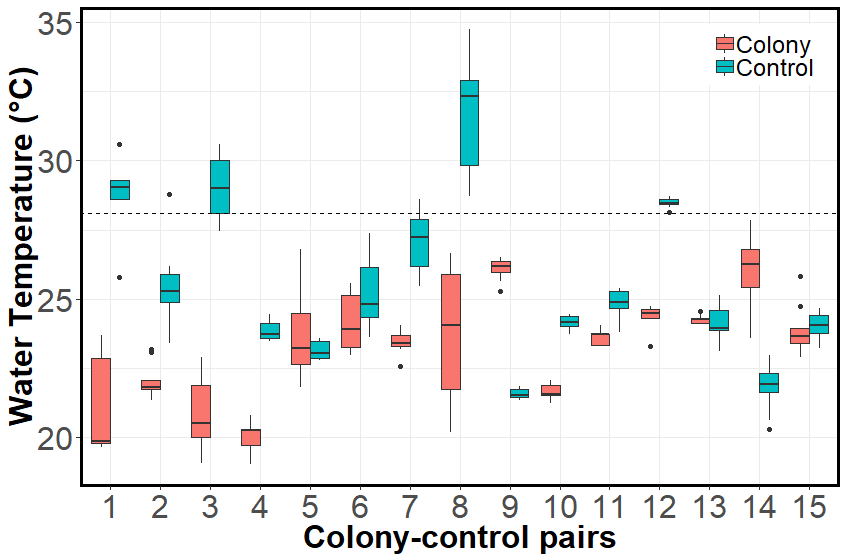 35
30
25
20
Water Temperature (°C)
Colony
Control
1 2 3 4 5 6 7 8 9 10 11 12 13 14 15
Colony-control pairs